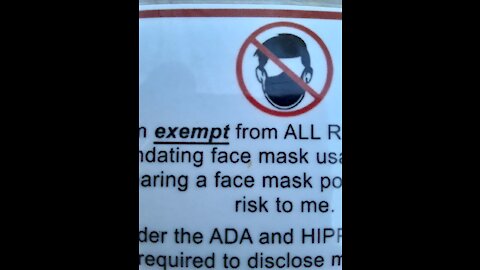 n exempt from ALL R
ndating face mask usa
aring a face mask po
risk to me.
der the ADA and HIPP
required to disclose m